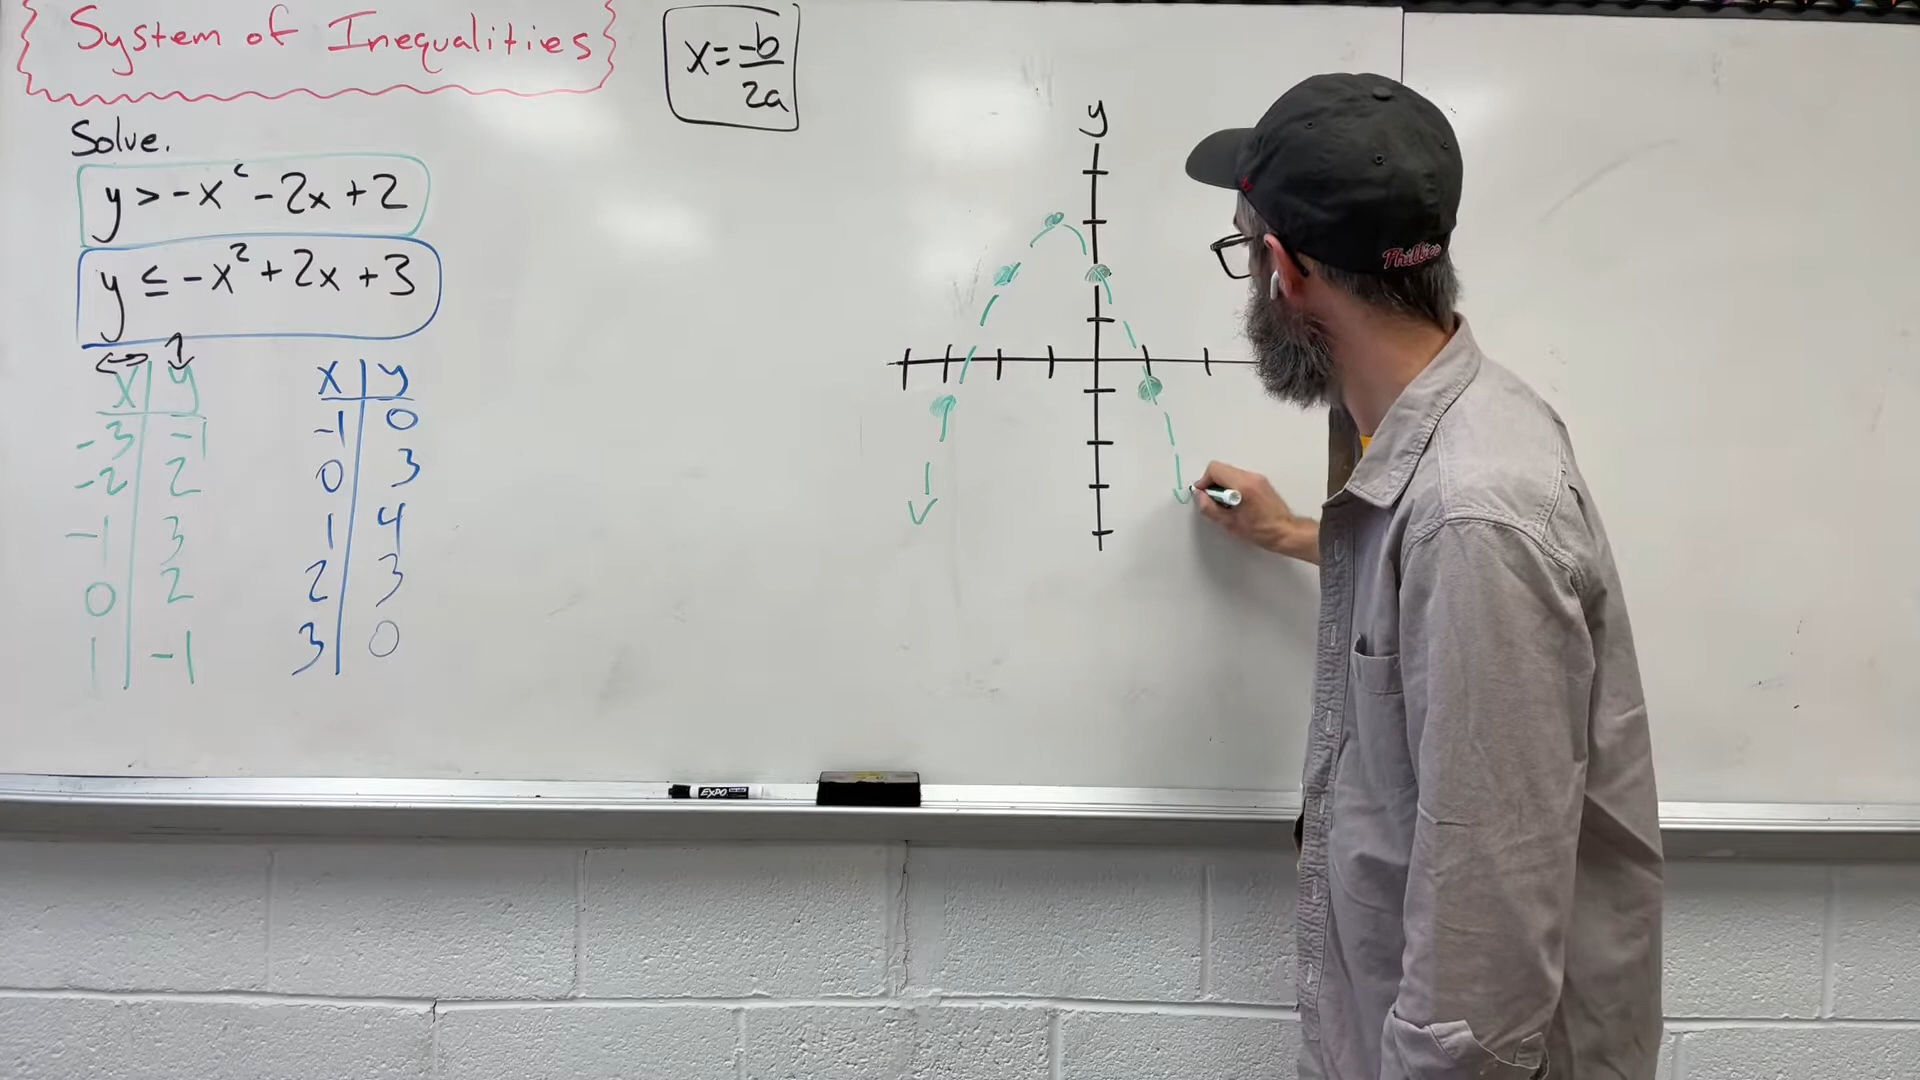 System of Inequalities
x = -b/2a
Solve.
y > -x² - 2x + 2
y ≤ -x² + 2x + 3
x | y
-3 | -1
-2 | 2
-1 | 3
0 | 2
1 | -1
x | y
-1 | 0
0 | 3
1 | 4
2 | 3
3 | 0
y
Phillies
EXPO